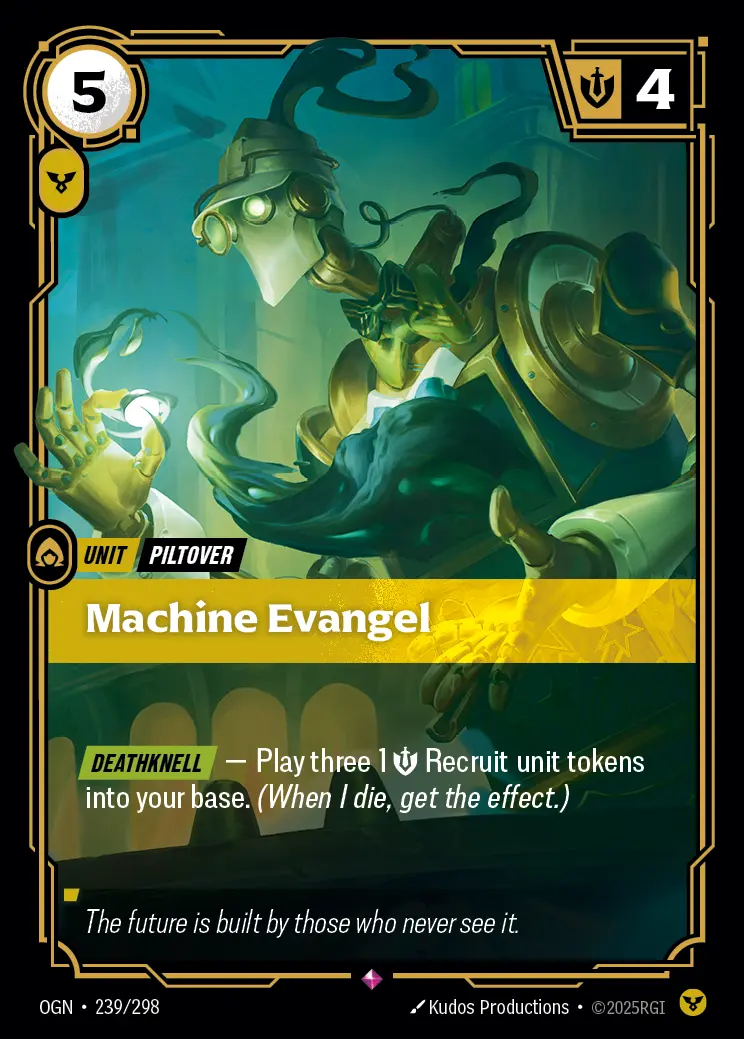 5
4
UNIT PILTOVER
Machine Evangel
DEATHKNELL — Play three 1 Recruit unit tokens
into your base. (When I die, get the effect.)
The future is built by those who never see it.
OGN • 239/298
Kudos Productions • ©2025RGI